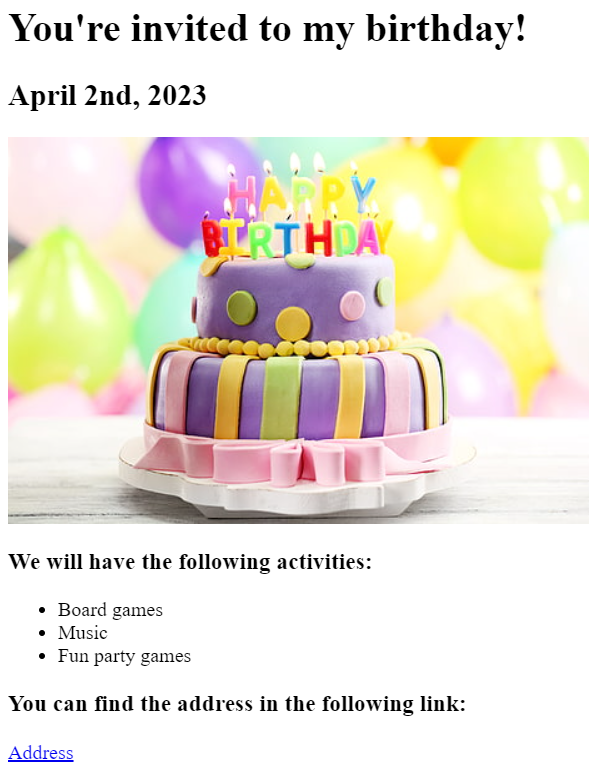 You're invited to my birthday!
April 2nd, 2023
HAPPY
BIRTHDAY
We will have the following activities:
Board games
Music
Fun party games
You can find the address in the following link:
Address